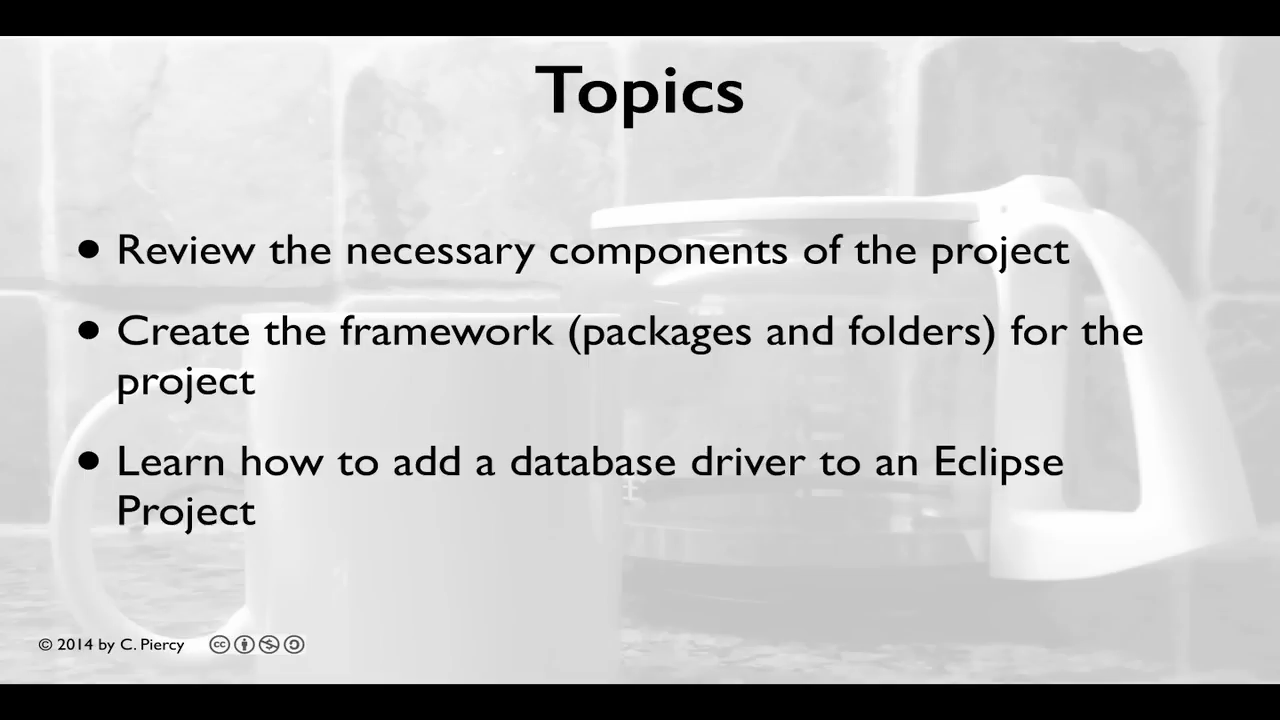 Topics
• Review the necessary components of the project
• Create the framework (packages and folders) for the
project
• Learn how to add a database driver to an Eclipse
Project
© 2014 by C. Piercy